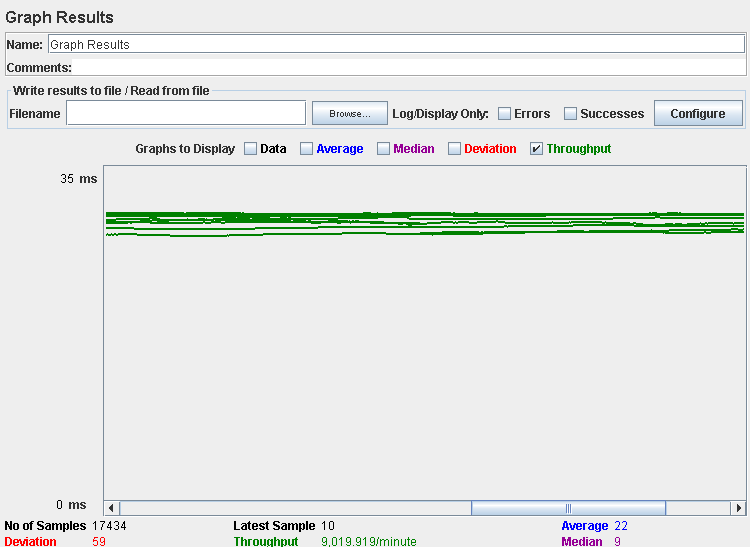 Graph Results
Name: Graph Results
Comments:
Write results to file / Read from file
Filename Browse... Log/Display Only: Errors Successes Configure
Graphs to Display Data Average Median Deviation Throughput
35 ms
0 ms
No of Samples 17434 Latest Sample 10 Average 22
Deviation 59 Throughput 9,019.919/minute Median 9